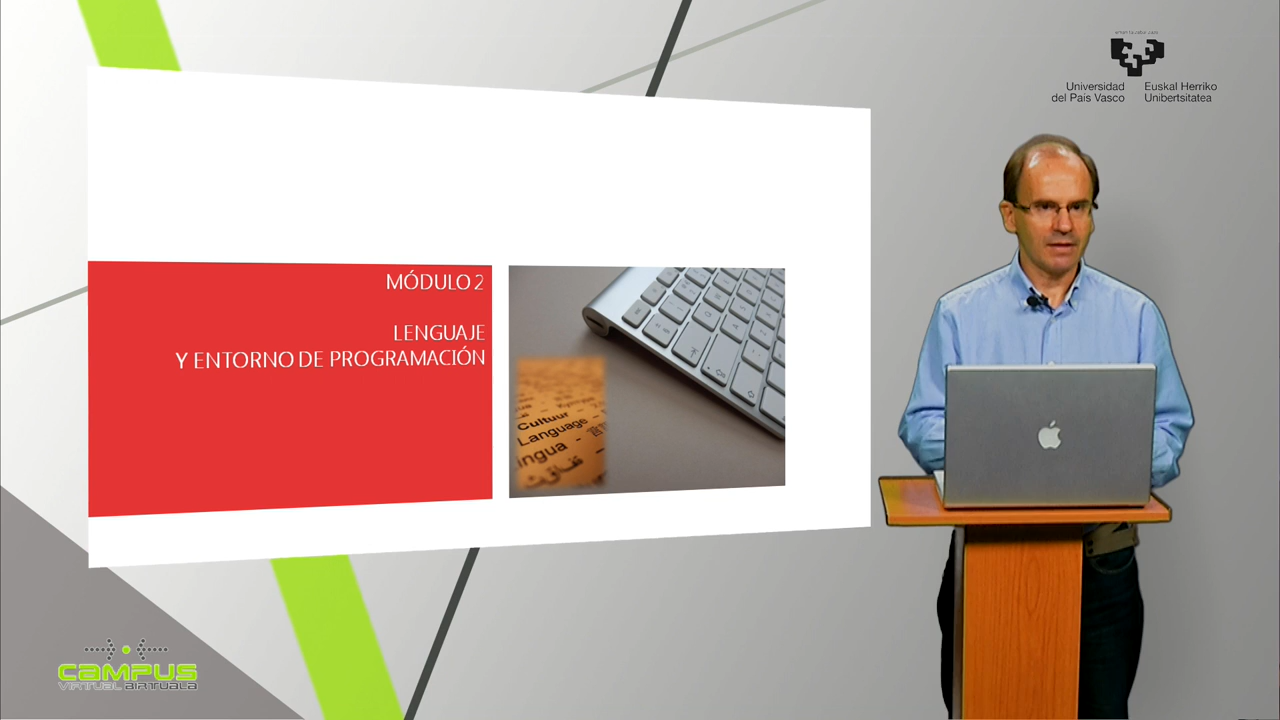 Universidad
del País Vasco
Euskal Herriko
Unibertsitatea
MÓDULO 2
LENGUAJE
Y ENTORNO DE PROGRAMACIÓN
Cultuur
Language -
lingua -
CAMPUS
VIRTUAL BIRTUALA